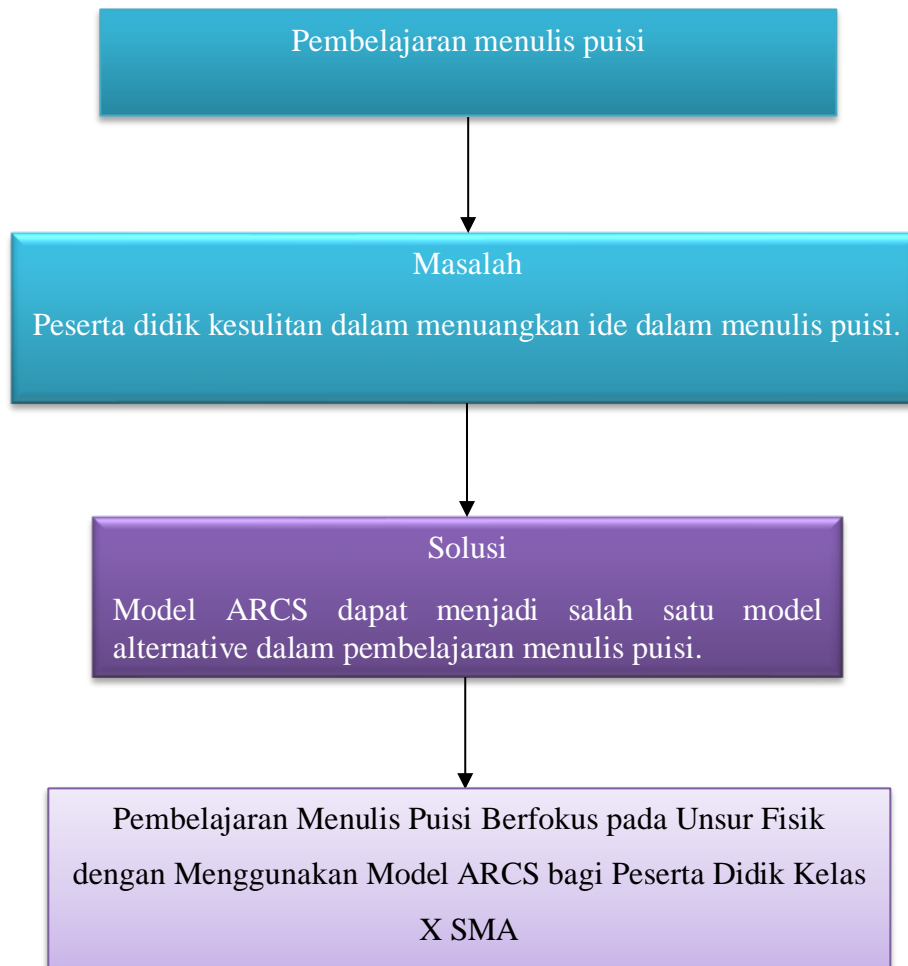 Pembelajaran menulis puisi
Masalah
Peserta didik kesulitan dalam menuangkan ide dalam menulis puisi.
Solusi
Model ARCS dapat menjadi salah satu model
alternative dalam pembelajaran menulis puisi.
Pembelajaran Menulis Puisi Berfokus pada Unsur Fisik
dengan Menggunakan Model ARCS bagi Peserta Didik Kelas
X SMA